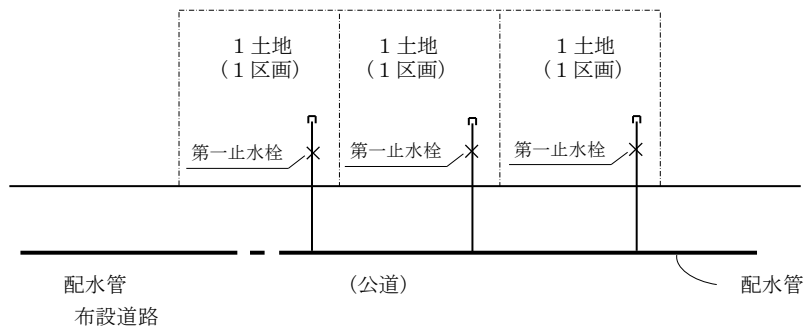 1 土地
(1 区画)
1 土地
(1 区画)
1 土地
(1 区画)
第一止水栓
第一止水栓
第一止水栓
配水管
布設道路
(公道)
配水管